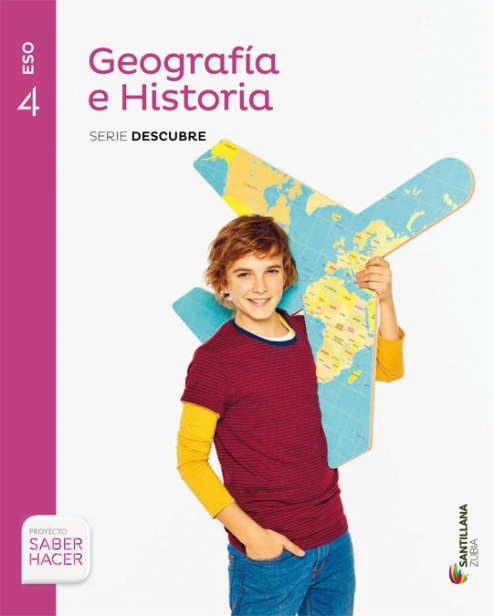 ESO
4
Geografía
e Historia
SERIE DESCUBRE
PROYECTO
SABER
HACER
SANTILLANA
ZUBIA